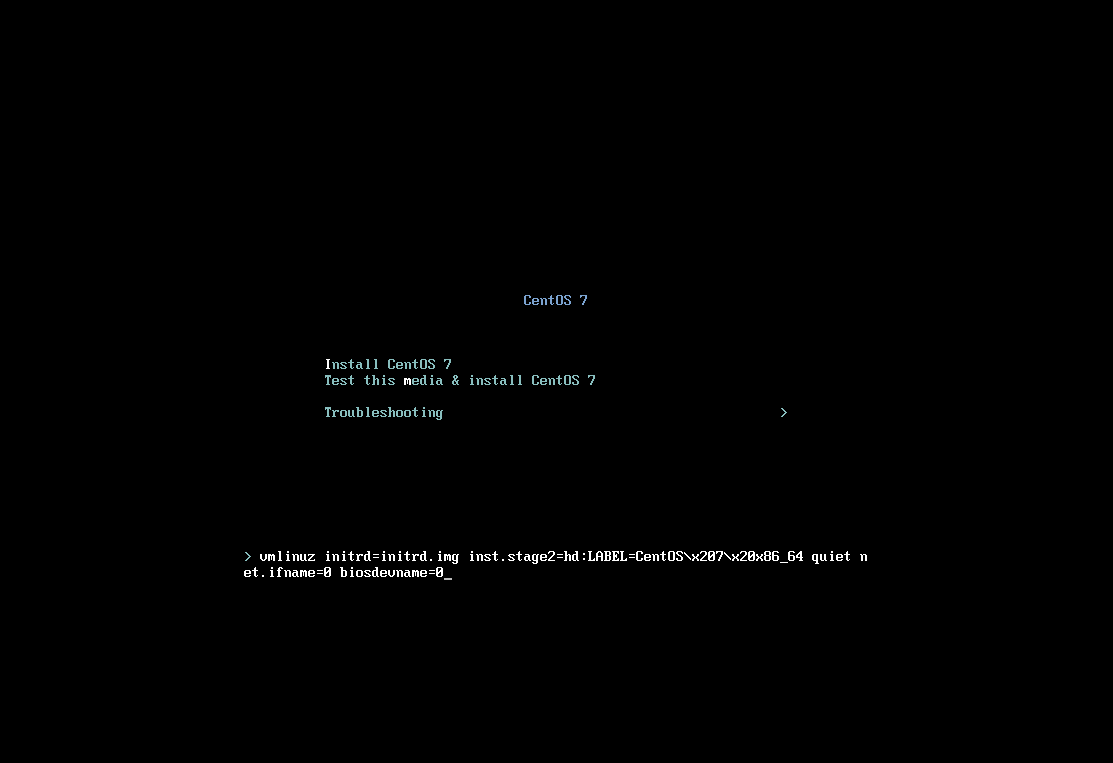 CentOS 7
Install CentOS 7
Test this media & install CentOS 7
Troubleshooting >
> vmlinuz initrd=initrd.img inst.stage2=hd:LABEL=CentOS\x207\x20x86_64 quiet n
et.ifname=0 biosdevname=0_